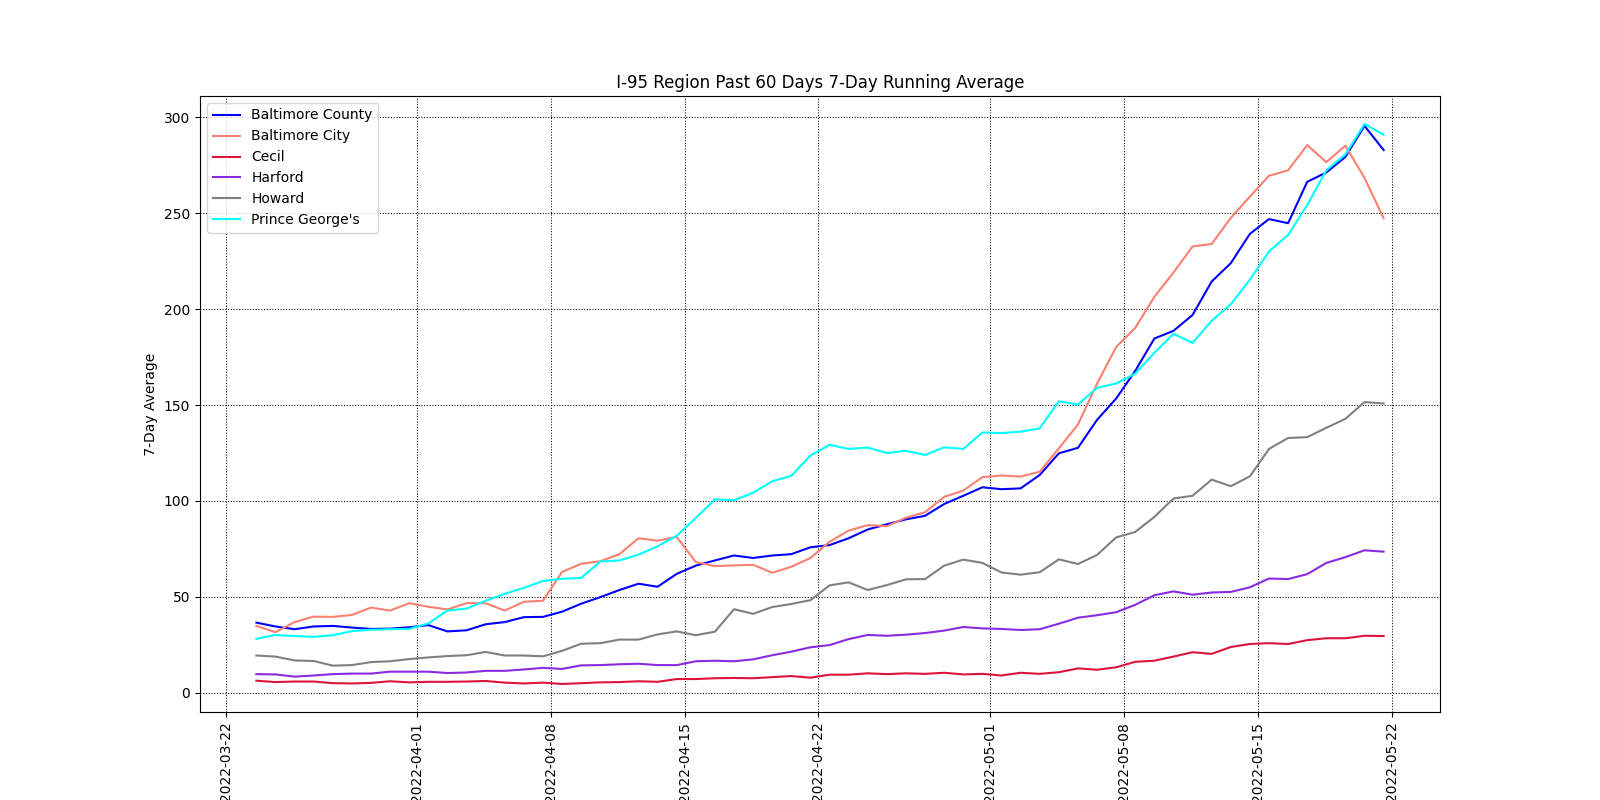 I-95 Region Past 60 Days 7-Day Running Average
300
250
200
150
100
50
0
7-Day Average
Baltimore County
Baltimore City
Cecil
Harford
Howard
Prince George's
2022-03-22
2022-04-01
2022-04-08
2022-04-15
2022-04-22
2022-05-01
2022-05-08
2022-05-15
2022-05-22